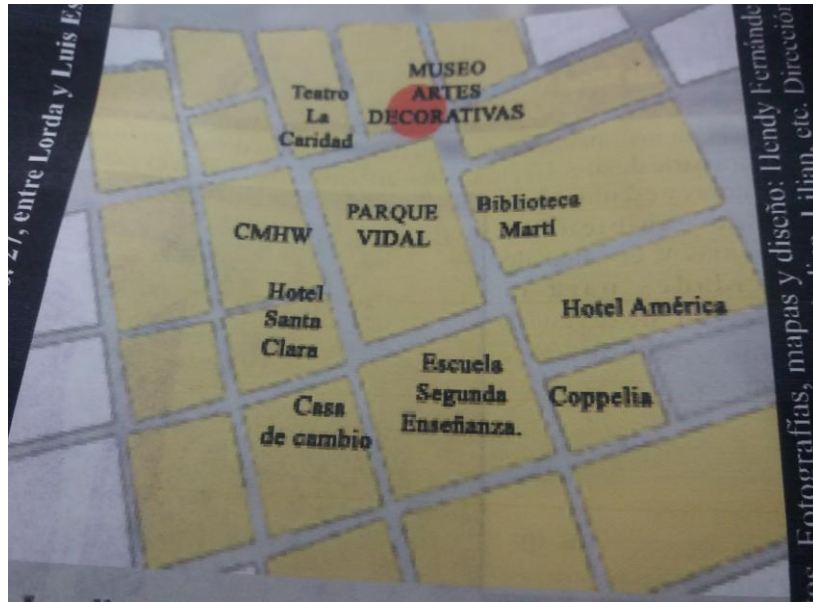 MUSEO
ARTES
DECORATIVAS
Teatro
La
Caridad
PARQUE
VIDAL
Biblioteca
Martí
CMHW
Hotel
Santa
Clara
Hotel América
Escuela
Segunda
Enseñanza.
Coppelia
Casa
de cambio
27, entre Lorda y Luis Es
Fotografías, mapas y diseño: Hendy Fernánde
Lilian, etc. Dirección